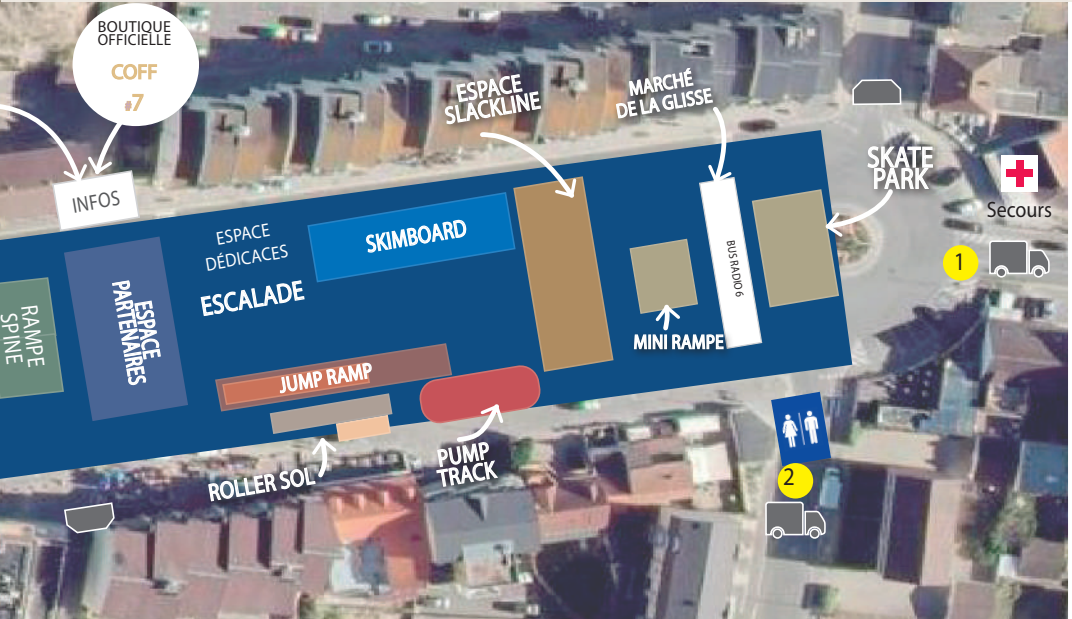 BOUTIQUE
OFFICIELLE
COFF
#7
INFOS
ESPACE
SLACKLINE
MARCHÉ
DE LA GLISSE
SKATE
PARK
Secours
1
ESPACE
DÉDICACES
SKIMBOARD
ESCALADE
BUS RADIO 6
MINI RAMPE
RAMPE
SPINE
ESPACE
PARTENAIRES
JUMP RAMP
ROLLER SOL
PUMP
TRACK
2